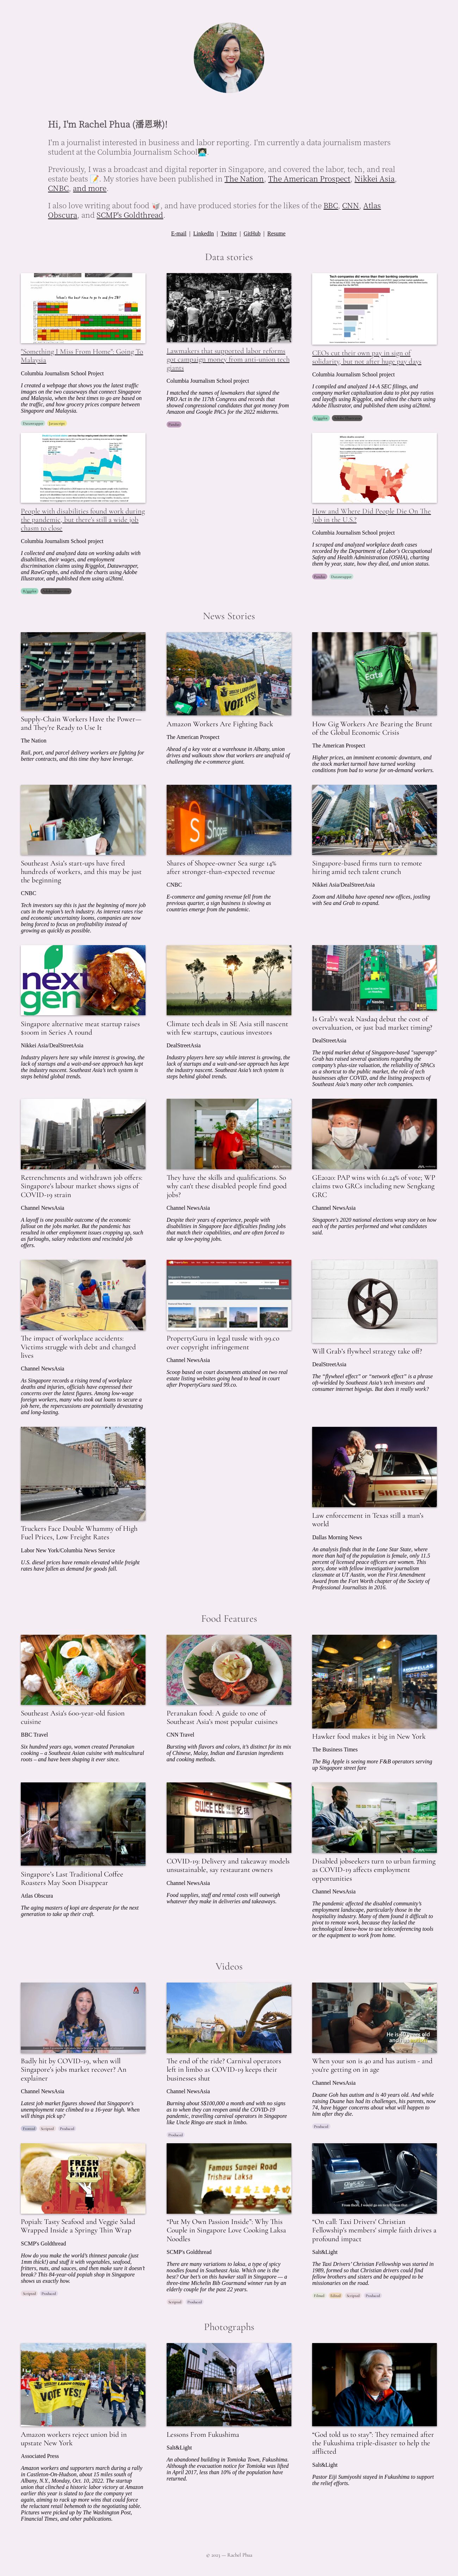 Hi, I'm Rachel Phua (潘恩琳)!
I'm a journalist interested in business and labor reporting. I'm currently a data journalism masters
student at the Columbia Journalism School
Previously, I was a broadcast and digital reporter in Singapore, and covered the labor, tech, and real
estate beats 📝. My stories have been published in The Nation, The American Prospect, Nikkei Asia,
CNBC, and more.
I also love writing about food 🥡, and have produced stories for the likes of the BBC, CNN, Atlas
Obscura, and SCMP's Goldthread.
E-mail | LinkedIn | Twitter | GitHub | Resume
Data stories
"Something I Miss From Home": Going To
Malaysia
Columbia Journalism School Project
I created a webpage that shows you the latest traffic
images on the two causeways that connect Singapore
and Malaysia, when the best time is to go are based on
the traffic, and how grocery prices compare between
Singapore and Malaysia.
Datawrapper Javascript
Lawmakers that supported labor reforms
got campaign money from anti-union tech
giants
Columbia Journalism School project
I matched the names of lawmakers that signed the
PRO Act in the 117th Congress and records that
showed congressional candidates who got money from
Amazon and Google PACs for the 2022 midterms.
Pandas
Tech companies did worse than their banking counterparts
CEOs cut their own pay in sign of
solidarity, but not after huge pay days
Columbia Journalism School project
I compiled and analyzed 14-A SEC filings, and
company market capitalization data to plot pay ratios
and layoffs using R/ggplot, edited the charts using
Adobe Illustrator, and published them using ai2html.
R/ggplot Adobe Illustrator
People with disabilities found work during
the pandemic, but there's still a wide job
chasm to close
Columbia Journalism School project
I collected and analyzed data on working adults with
disabilities, their wages, and employment
discrimination claims using R/ggplot, Datawrapper,
and RawGraphs, and edited the charts using Adobe
Illustrator, and published them using ai2html.
R/ggplot Adobe Illustrator
How and Where Did People Die On The
Job in the U.S.?
Columbia Journalism School project
I scraped and analyzed workplace death cases
recorded by the Department of Labor's Occupational
Safety and Health Administration (OSHA), charting
them by year, state, how they died, and union status.
Pandas Datawrapper
News Stories
Supply-Chain Workers Have the Power—
and They're Ready to Use It
The Nation
Rail, port, and parcel delivery workers are fighting for
better contracts, and this time they have leverage.
VOTE YES!
Amazon Workers Are Fighting Back
The American Prospect
Ahead of a key vote at a warehouse in Albany, union
drives and walkouts show that workers are unafraid of
challenging the e-commerce giant.
Uber
Eats
How Gig Workers Are Bearing the Brunt
of the Global Economic Crisis
The American Prospect
Higher prices, an imminent economic downturn, and
the stock market turmoil have turned working
conditions from bad to worse for on-demand workers.
Southeast Asia's start-ups have fired
hundreds of workers, and this may be just
the beginning
CNBC
Tech investors say this is just the beginning of more job
cuts in the region's tech industry. As interest rates rise
and economic uncertainty looms, companies are now
being forced to focus on profitability instead of
growing as quickly as possible.
Shares of Shopee-owner Sea surge 14%
after stronger-than-expected revenue
CNBC
E-commerce and gaming revenue fell from the
previous quarter, a sign business is slowing as
countries emerge from the pandemic.
Singapore-based firms turn to remote
hiring amid tech talent crunch
Nikkei Asia/DealStreetAsia
Zoom and Alibaba have opened new offices, jostling
with Sea and Grab to expand.
next
gen
Singapore alternative meat startup raises
$100m in Series A round
Nikkei Asia/DealStreetAsia
Industry players here say while interest is growing, the
lack of startups and a wait-and-see approach has kept
the industry nascent. Southeast Asia's tech system is
steps behind global trends.
Climate tech deals in SE Asia still nascent
with few startups, cautious investors
DealStreetAsia
Industry players here say while interest is growing, the
lack of startups and a wait-and-see approach has kept
the industry nascent. Southeast Asia's tech system is
steps behind global trends.
Is Grab's weak Nasdaq debut the cost of
overvaluation, or just bad market timing?
DealStreetAsia
The tepid market debut of Singapore-based "superapp"
Grab has raised several questions regarding the
company's plus-size valuation, the reliability of SPACs
as a shortcut to the public market, the role of tech
businesses after COVID, and the listing prospects of
Southeast Asia's many other tech companies.
Retrenchments and withdrawn job offers:
Singapore's labour market shows signs of
COVID-19 strain
Channel NewsAsia
A layoff is one possible outcome of the economic
fallout on the jobs market. But the pandemic has
resulted in other employment issues cropping up, such
as furloughs, salary reductions and rescinded job
offers.
They have the skills and qualifications. So
why can't these disabled people find good
jobs?
Channel NewsAsia
Despite their years of experience, people with
disabilities in Singapore face difficulties finding jobs
that match their capabilities, and are often forced to
take up low-paying jobs.
GE2020: PAP wins with 61.24% of vote; WP
claims two GRCs including new Sengkang
GRC
Channel NewsAsia
Singapore's 2020 national elections wrap story on how
each of the parties performed and what candidates
said.
The impact of workplace accidents:
Victims struggle with debt and changed
lives
Channel NewsAsia
As Singapore records a rising trend of workplace
deaths and injuries, officials have expressed their
concerns over the latest figures. Among low-wage
foreign workers, many who took out loans to secure a
job here, the repercussions are potentially devastating
and long-lasting.
PropertyGuru in legal tussle with 99.co
over copyright infringement
Channel NewsAsia
Scoop based on court documents attained on two real
estate listing websites going head to head in court
after PropertyGuru sued 99.co.
Will Grab's flywheel strategy take off?
DealStreetAsia
The "flywheel effect" or "network effect" is a phrase
oft-wielded by Southeast Asia's tech investors and
consumer internet bigwigs. But does it really work?
Truckers Face Double Whammy of High
Fuel Prices, Low Freight Rates
Labor New York/Columbia News Service
U.S. diesel prices have remain elevated while freight
rates have fallen as demand for goods fall.
SHERIFF
Law enforcement in Texas still a man's
world
Dallas Morning News
An analysis finds that in the Lone Star State, where
more than half of the population is female, only 11.5
percent of licensed peace officers are women. This
story, done with fellow investigative journalism
classmate at UT Austin, won the First Amendment
Award from the Fort Worth chapter of the Society of
Professional Journalists in 2016.
Food Features
Southeast Asia's 600-year-old fusion
cuisine
BBC Travel
Six hundred years ago, women created Peranakan
cooking – a Southeast Asian cuisine with multicultural
roots – and have been shaping it ever since.
Peranakan food: A guide to one of
Southeast Asia's most popular cuisines
CNN Travel
Bursting with flavors and colors, it's distinct for its mix
of Chinese, Malay, Indian and Eurasian ingredients
and cooking methods.
Hawker food makes it big in New York
The Business Times
The Big Apple is seeing more F&B operators serving
up Singapore street fare
Singapore's Last Traditional Coffee
Roasters May Soon Disappear
Atlas Obscura
The aging masters of kopi are desperate for the next
generation to take up their craft.
COVID-19: Delivery and takeaway models
unsustainable, say restaurant owners
Channel NewsAsia
Food supplies, staff and rental costs will outweigh
whatever they make in deliveries and takeaways.
Disabled jobseekers turn to urban farming
as COVID-19 affects employment
opportunities
Channel NewsAsia
The pandemic affected the disabled community's
employment landscape, particularly those in the
hospitality industry. Many of them found it difficult to
pivot to remote work, because they lacked the
technological know-how to use teleconferencing tools
or the equipment to work from home.
Videos
Badly hit by COVID-19, when will
Singapore's jobs market recover? An
explainer
Channel NewsAsia
Latest job market figures showed that Singapore's
unemployment rate climbed to a 16-year high. When
will things pick up?
Scripted Produced
The end of the ride? Carnival operators
left in limbo as COVID-19 keeps their
businesses shut
Channel NewsAsia
Burning about S$100,000 a month and with no signs
as to when they can reopen amid the COVID-19
pandemic, travelling carnival operators in Singapore
like Uncle Ringo are stuck in limbo.
Produced
When your son is 40 and has autism - and
you're getting on in age
Channel NewsAsia
Duane Goh has autism and is 40 years old. And while
raising Duane has had its challenges, his parents, now
74, have bigger concerns about what will happen to
him after they die.
Produced
FRESH
LIGHT
POPIAH
Popiah: Tasty Seafood and Veggie Salad
Wrapped Inside a Springy Thin Wrap
SCMP's Goldthread
How do you make the world's thinnest pancake (just
1mm thick!) and stuff it with vegetables, seafood,
fritters, nuts, and sauces, and then make sure it doesn't
break? This 84-year-old popiah shop in Singapore
shows us exactly how.
Scripted Produced
Famous Sungei Road
Trishaw Laksa
"Put My Own Passion Inside": Why This
Couple in Singapore Love Cooking Laksa
Noodles
SCMP's Goldthread
There are many variations to laksa, a type of spicy
noodles found in Southeast Asia. Which one is the
best? Our bet's on this hawker stall in Singapore — a
three-time Michelin Bib Gourmand winner run by an
elderly couple for the past 22 years.
Scripted Produced
"On call: Taxi Drivers' Christian
Fellowship's members' simple faith drives a
profound impact
Salt&Light
The Taxi Drivers' Christian Fellowship was started in
1989, formed so that Christian drivers could find
fellow brothers and sisters and be equipped to be
missionaries on the road.
Filmed Edited Scripted Produced
Photographs
VOTE YES!
Amazon workers reject union bid in
upstate New York
Associated Press
Amazon workers and supporters march during a rally
in Castleton-On-Hudson, about 15 miles south of
Albany, N.Y., Monday, Oct. 10, 2022. The startup
union that clinched a historic labor victory at Amazon
earlier this year is slated to face the company yet
again, aiming to rack up more wins that could force
the reluctant retail behemoth to the negotiating table.
Pictures were picked up by The Washington Post,
Financial Times, and other publications.
Lessons From Fukushima
Salt&Light
An abandoned building in Tomioka Town, Fukushima.
Although the evacuation notice for Tomioka was lifted
in April 2017, less than 10% of the population have
returned.
"God told us to stay": They remained after
the Fukushima triple-disaster to help the
afflicted
Salt&Light
Pastor Eiji Sumiyoshi stayed in Fukushima to support
the relief efforts.
© 2023 — Rachel Phua